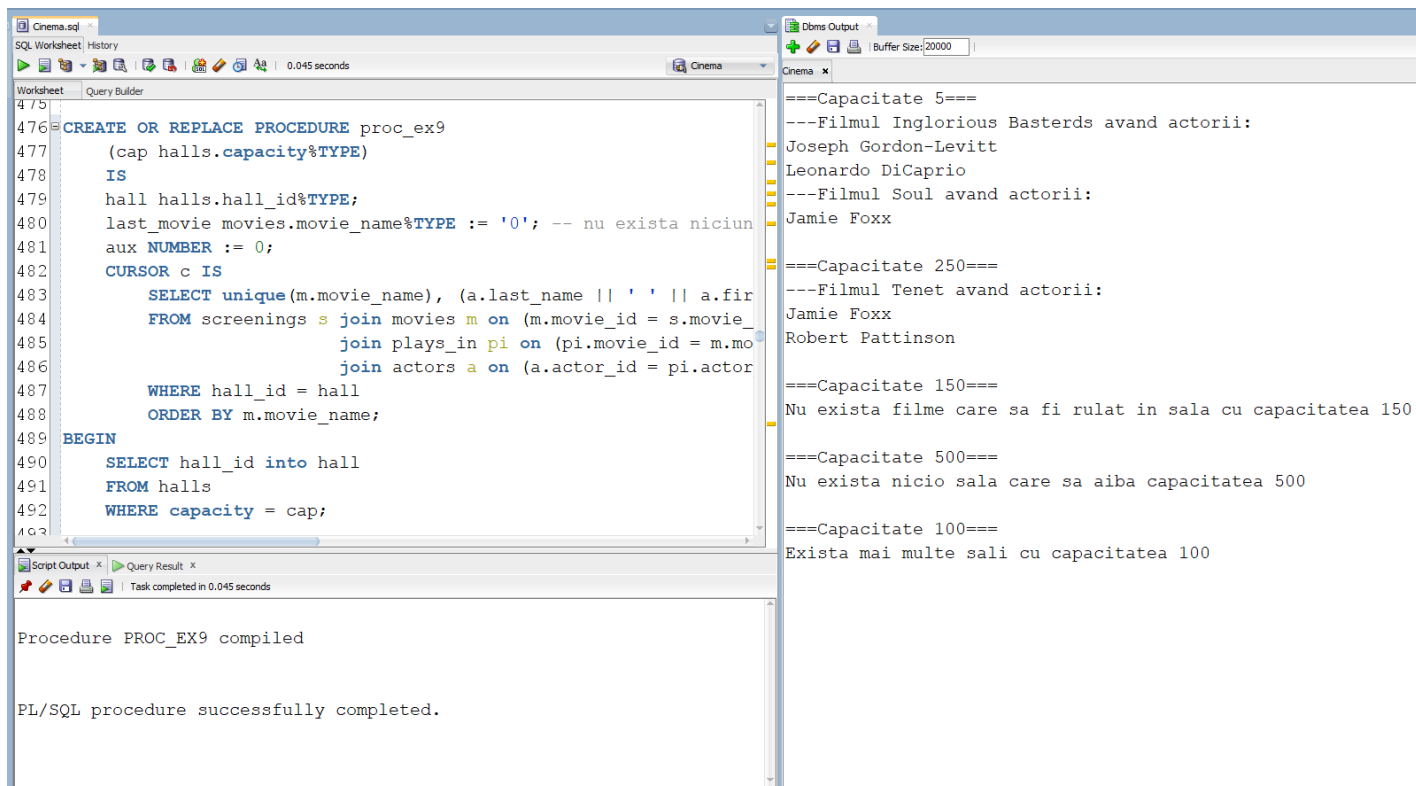 Cinema.sql
SQL Worksheet History
0.045 seconds
Cinema
Worksheet Query Builder
475
476 CREATE OR REPLACE PROCEDURE proc_ex9
477 (cap halls.capacity%TYPE)
478 IS
479 hall halls.hall_id%TYPE;
480 last_movie movies.movie_name%TYPE := '0'; -- nu exista niciun
481 aux NUMBER := 0;
482 CURSOR c IS
483 SELECT unique(m.movie_name), (a.last_name || ' ' || a.fir
484 FROM screenings s join movies m on (m.movie_id = s.movie_
485 join plays_in pi on (pi.movie_id = m.mo
486 join actors a on (a.actor_id = pi.actor
487 WHERE hall_id = hall
488 ORDER BY m.movie_name;
489 BEGIN
490 SELECT hall_id into hall
491 FROM halls
492 WHERE capacity = cap;
493
Script Output x Query Result x
Task completed in 0.045 seconds
Procedure PROC_EX9 compiled
PL/SQL procedure successfully completed.
Dbms Output
Buffer Size: 20000
Cinema x
===Capacitate 5===
---Filmul Inglorious Basterds avand actorii:
Joseph Gordon-Levitt
Leonardo DiCaprio
---Filmul Soul avand actorii:
Jamie Foxx
===Capacitate 250===
---Filmul Tenet avand actorii:
Jamie Foxx
Robert Pattinson
===Capacitate 150===
Nu exista filme care sa fi rulat in sala cu capacitatea 150
===Capacitate 500===
Nu exista nicio sala care sa aiba capacitatea 500
===Capacitate 100===
Exista mai multe sali cu capacitatea 100